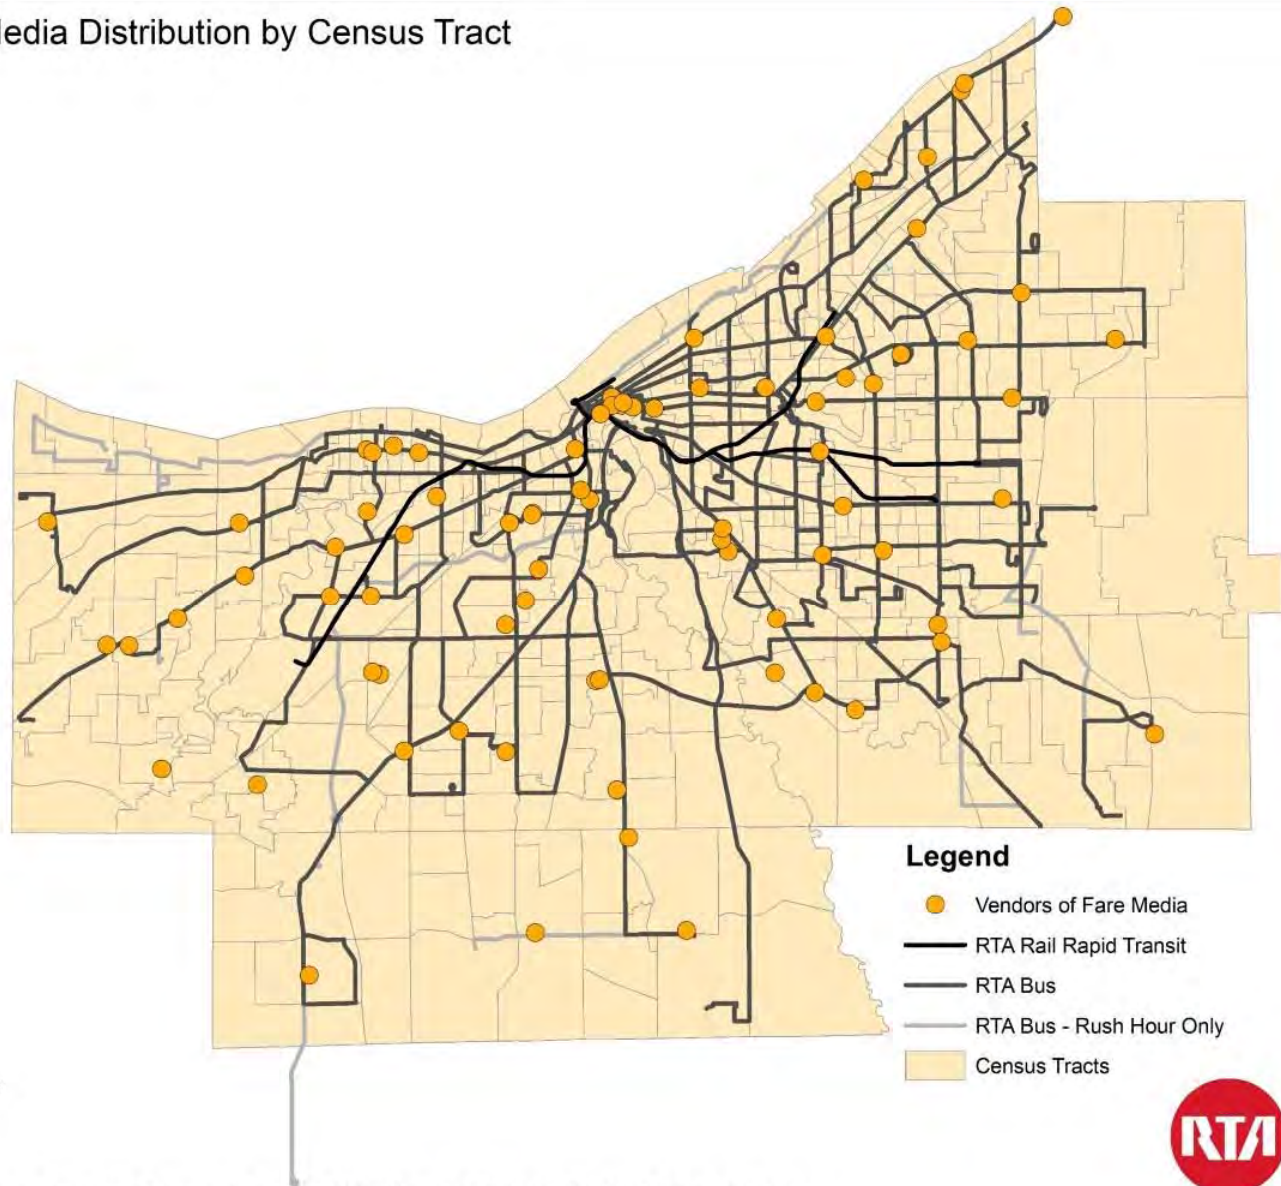 edia Distribution by Census Tract
Legend
Vendors of Fare Media
RTA Rail Rapid Transit
RTA Bus
RTA Bus - Rush Hour Only
Census Tracts
RTA